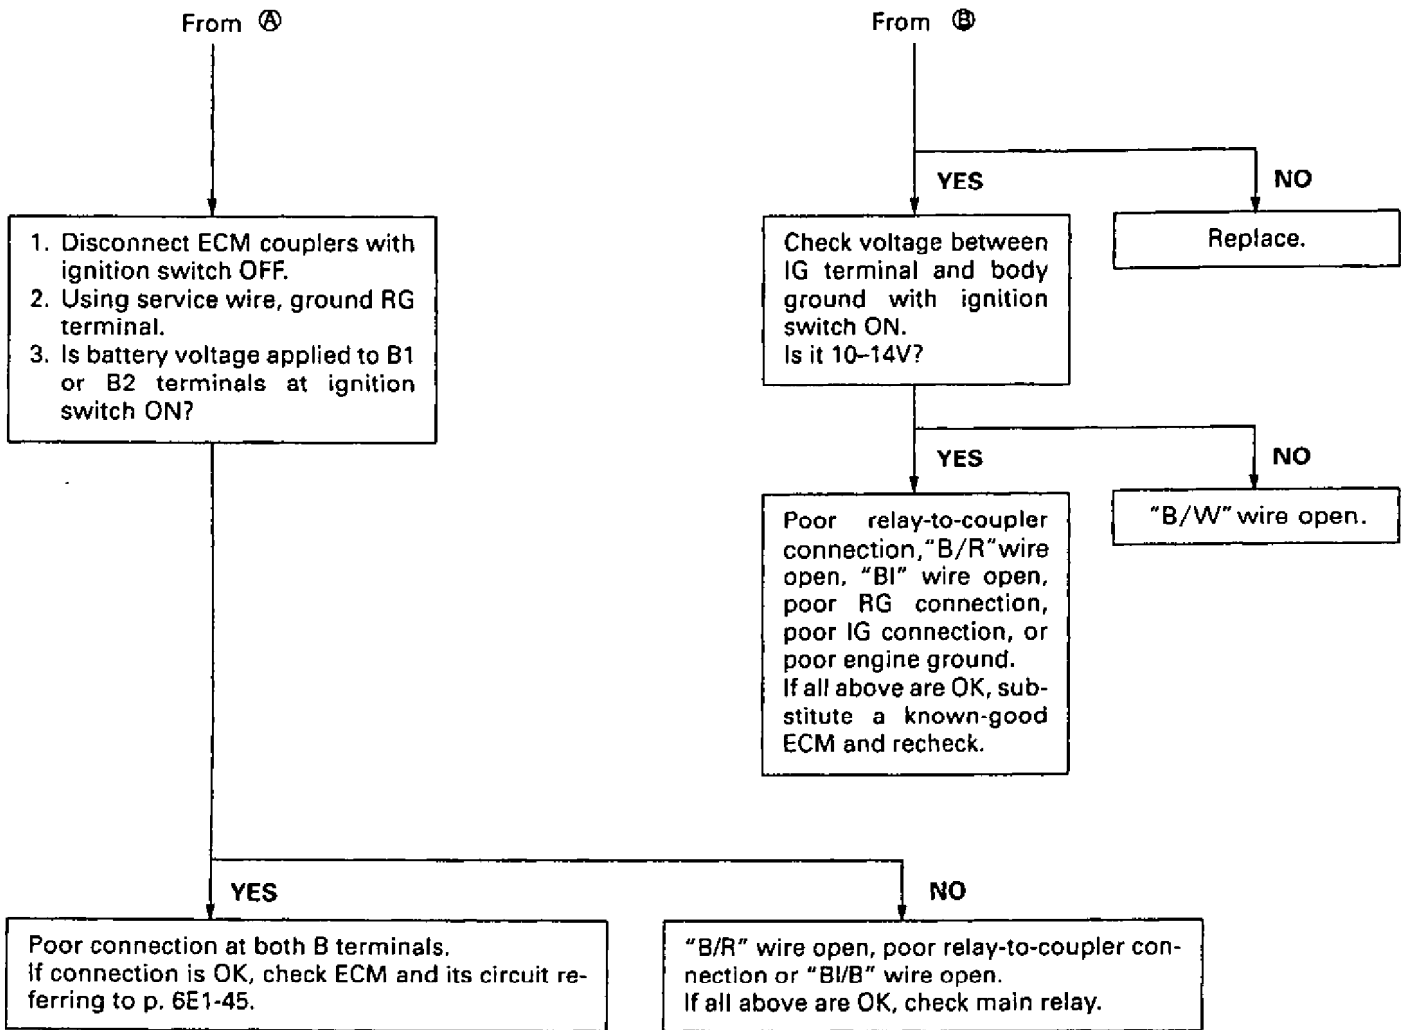 From Ⓐ
1. Disconnect ECM couplers with
ignition switch OFF.
2. Using service wire, ground RG
terminal.
3. Is battery voltage applied to B1
or B2 terminals at ignition
switch ON?
YES
Poor connection at both B terminals.
If connection is OK, check ECM and its circuit re-
ferring to p. 6E1-45.
NO
"B/R" wire open, poor relay-to-coupler con-
nection or "BI/B" wire open.
If all above are OK, check main relay.
From Ⓑ
YES
Check voltage between
IG terminal and body
ground with ignition
switch ON.
Is it 10–14V?
NO
Replace.
YES
Poor relay-to-coupler
connection, "B/R" wire
open, "BI" wire open,
poor RG connection,
poor IG connection, or
poor engine ground.
If all above are OK, sub-
stitute a known-good
ECM and recheck.
NO
"B/W" wire open.